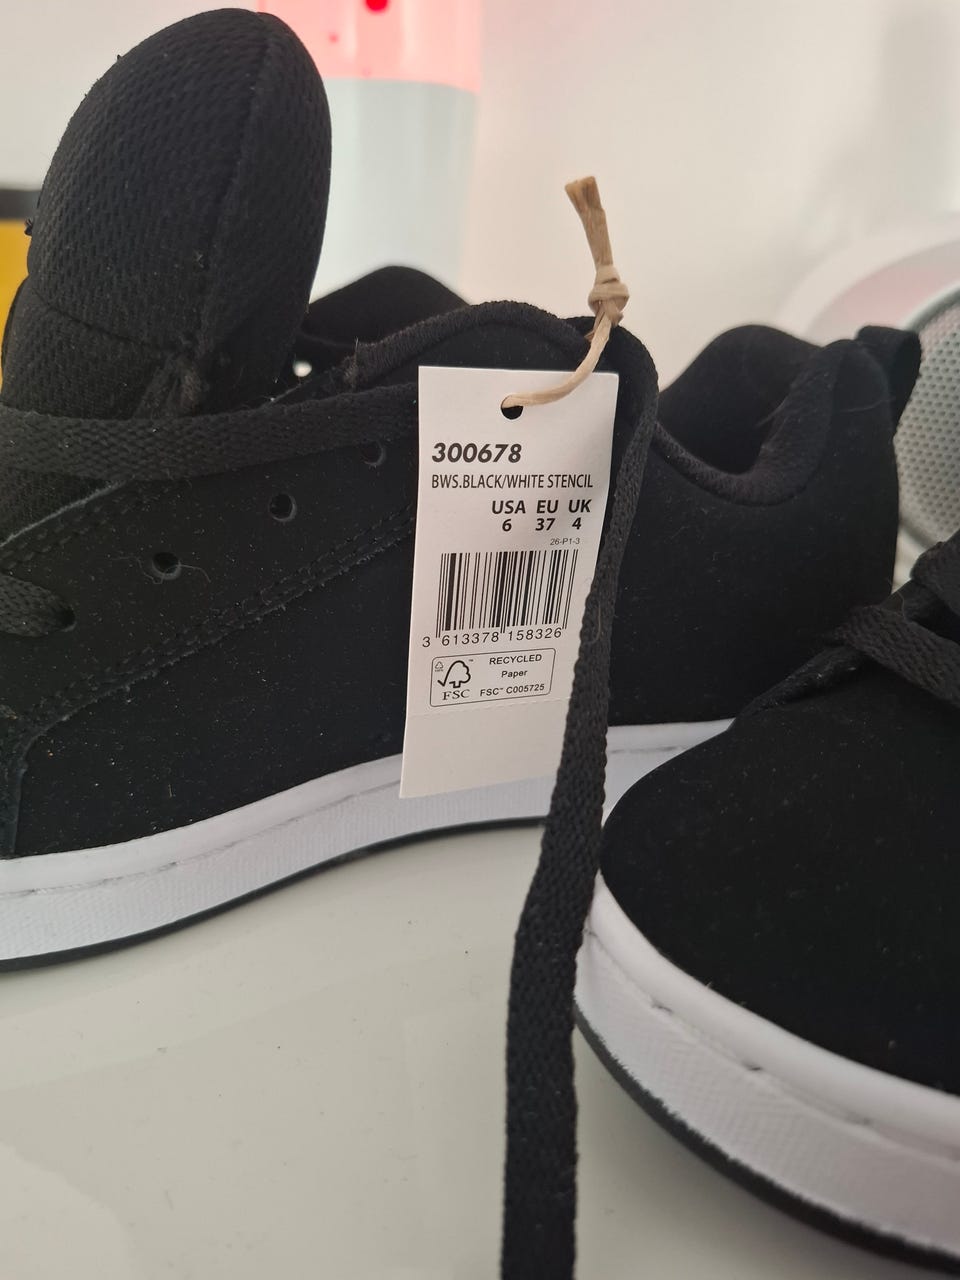 300678
BWS.BLACK/WHITE STENCIL
USA EU UK
6 37 4
26-P1-3
3 613378 158326
RECYCLED
Paper
FSC™ C005725
FSC